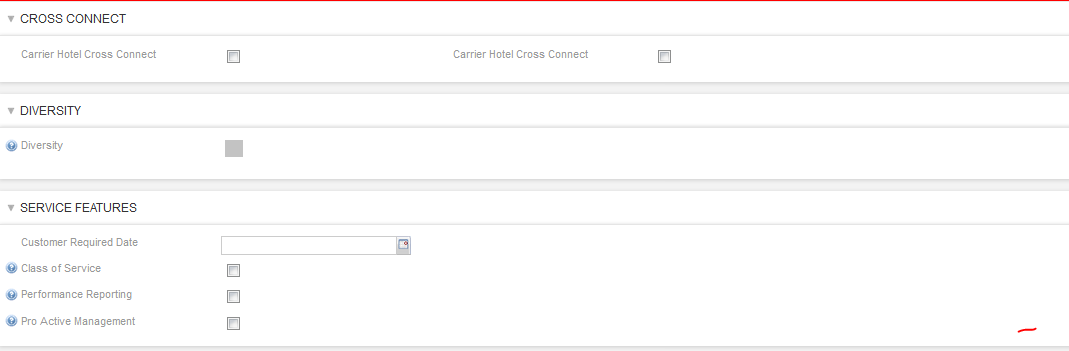 CROSS CONNECT
Carrier Hotel Cross Connect Carrier Hotel Cross Connect
DIVERSITY
Diversity
SERVICE FEATURES
Customer Required Date
Class of Service
Performance Reporting
Pro Active Management